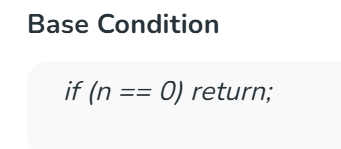 Base Condition
if (n == 0) return;